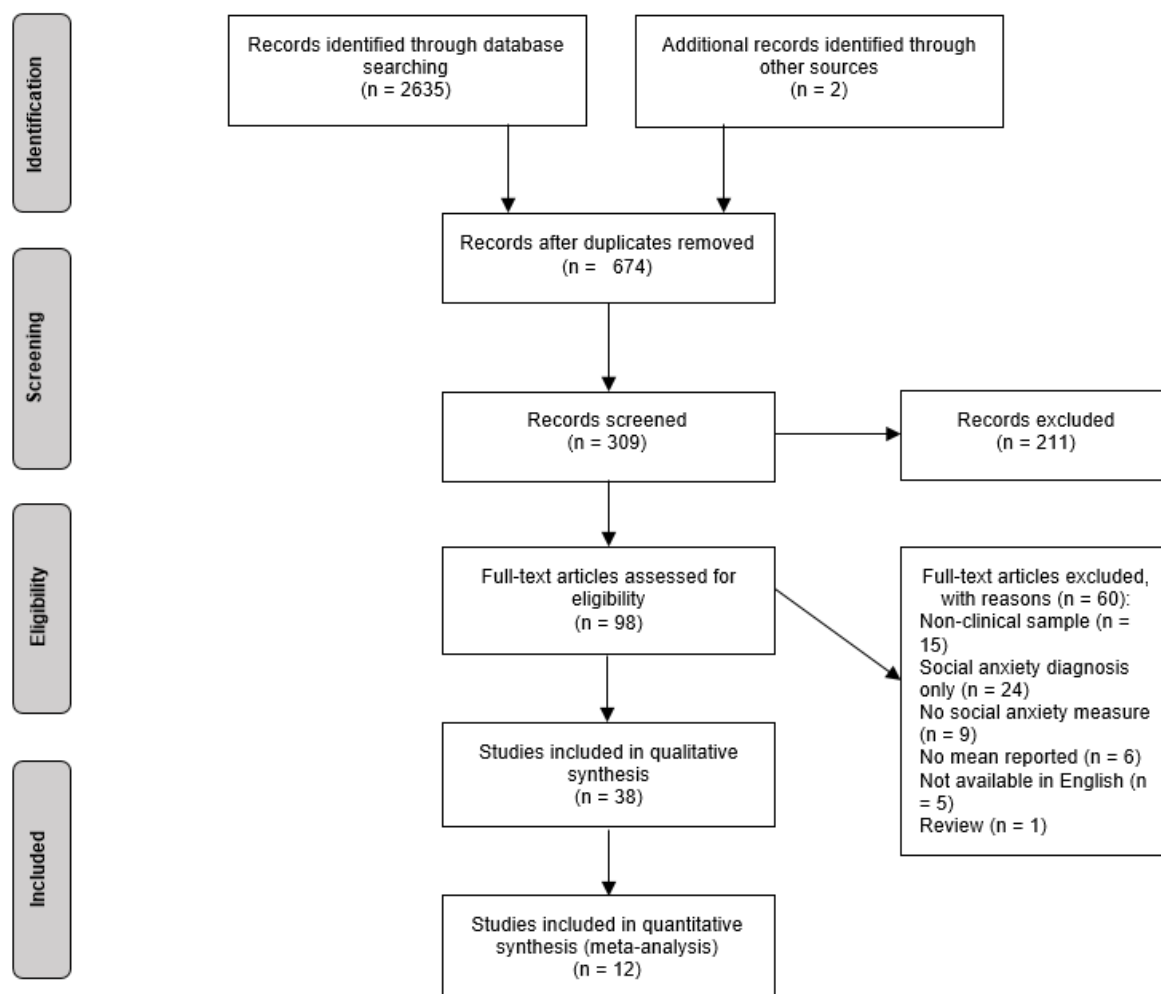 Identification
Records identified through database
searching
(n = 2635)
Additional records identified through
other sources
(n = 2)
Records after duplicates removed
(n =   674)
Screening
Records screened
(n = 309)
Records excluded
(n = 211)
Eligibility
Full-text articles assessed for
eligibility
(n = 98)
Full-text articles excluded,
with reasons (n = 60):
Non-clinical sample (n =
15)
Social anxiety diagnosis
only (n = 24)
No social anxiety measure
(n = 9)
No mean reported (n = 6)
Not available in English (n
= 5)
Review (n = 1)
Studies included in qualitative
synthesis
(n = 38)
Included
Studies included in quantitative
synthesis (meta-analysis)
(n = 12)